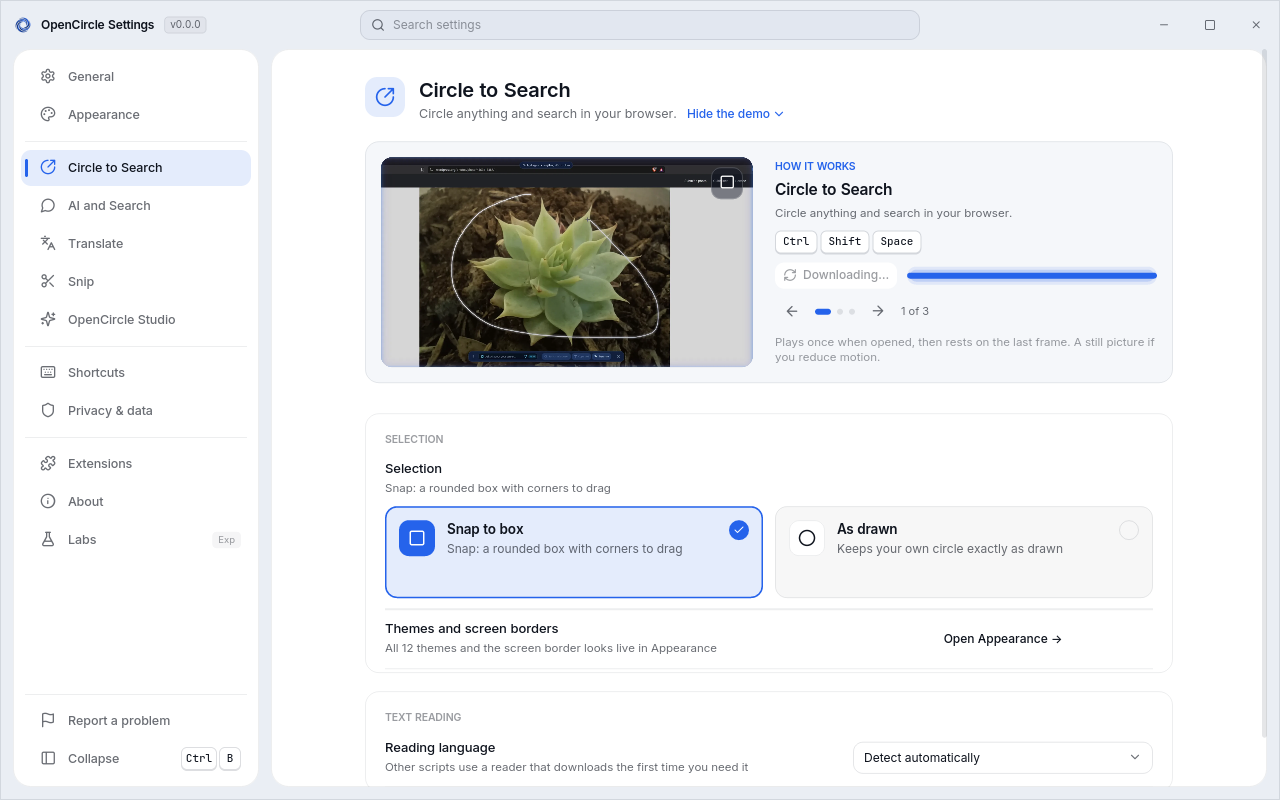 OpenCircle Settings
v0.0.0
Search settings
General
Appearance
Circle to Search
AI and Search
Translate
Snip
OpenCircle Studio
Shortcuts
Privacy & data
Extensions
About
Labs
Exp
Report a problem
Collapse
Ctrl
B
Circle to Search
Circle anything and search in your browser.
Hide the demo
HOW IT WORKS
Circle to Search
Circle anything and search in your browser.
Ctrl
Shift
Space
Downloading...
1 of 3
Plays once when opened, then rests on the last frame. A still picture if
you reduce motion.
SELECTION
Selection
Snap: a rounded box with corners to drag
Snap to box
Snap: a rounded box with corners to drag
As drawn
Keeps your own circle exactly as drawn
Themes and screen borders
All 12 themes and the screen border looks live in Appearance
Open Appearance →
TEXT READING
Reading language
Other scripts use a reader that downloads the first time you need it
Detect automatically